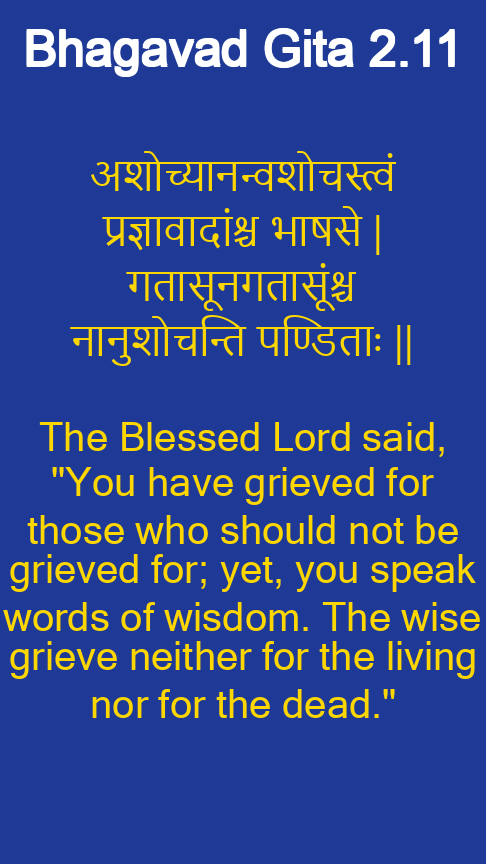 Bhagavad Gita 2.11
अशोच्यानन्वशोचस्त्वं
प्रज्ञावादांश्च भाषसे |
गतासूनगतासूंश्च
नानुशोचन्ति पण्डिताः ||
The Blessed Lord said,
"You have grieved for
those who should not be
grieved for; yet, you speak
words of wisdom. The wise
grieve neither for the living
nor for the dead."